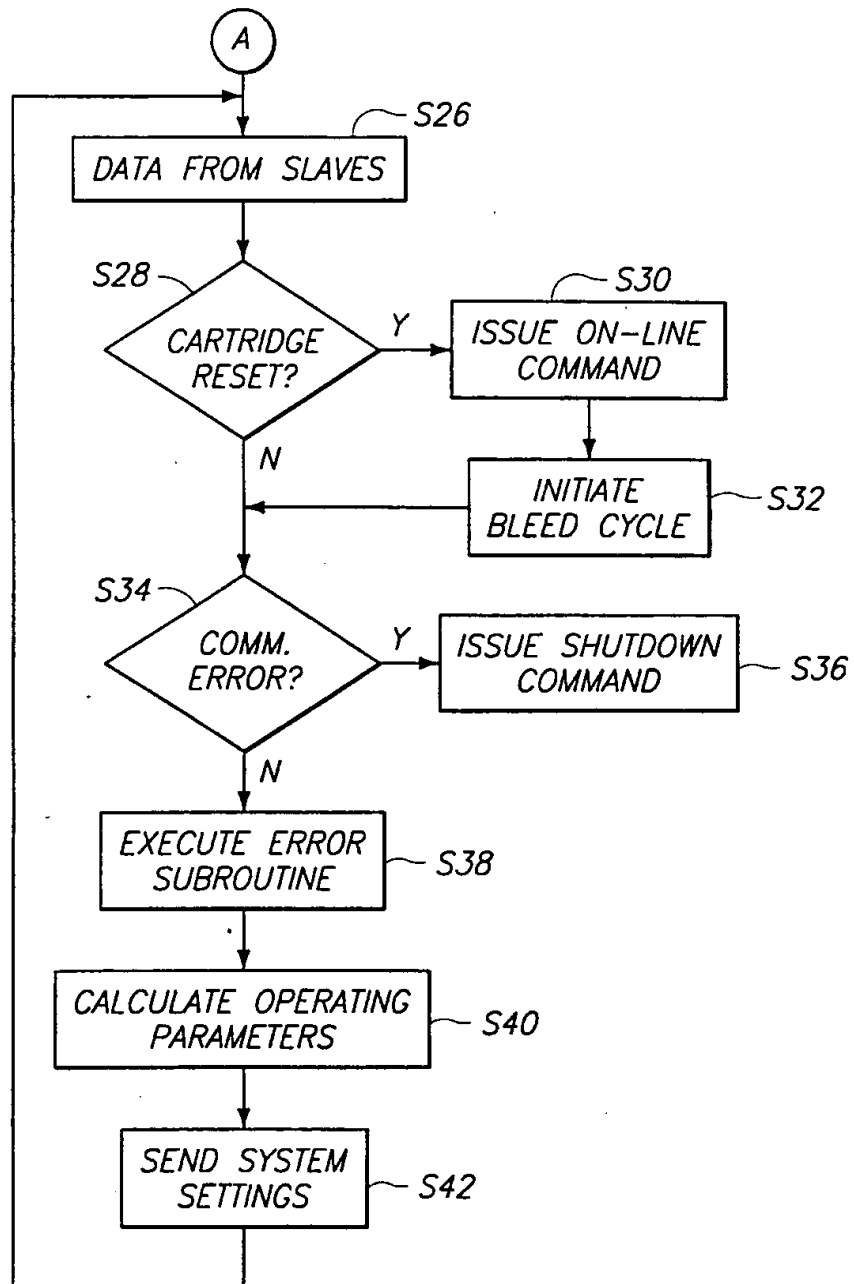 A
S26
DATA FROM SLAVES
S28
CARTRIDGE
RESET?
Y
S30
ISSUE ON-LINE
COMMAND
N
INITIATE
BLEED CYCLE
S32
S34
COMM.
ERROR?
Y
ISSUE SHUTDOWN
COMMAND
S36
N
EXECUTE ERROR
SUBROUTINE
S38
CALCULATE OPERATING
PARAMETERS
S40
SEND SYSTEM
SETTINGS
S42